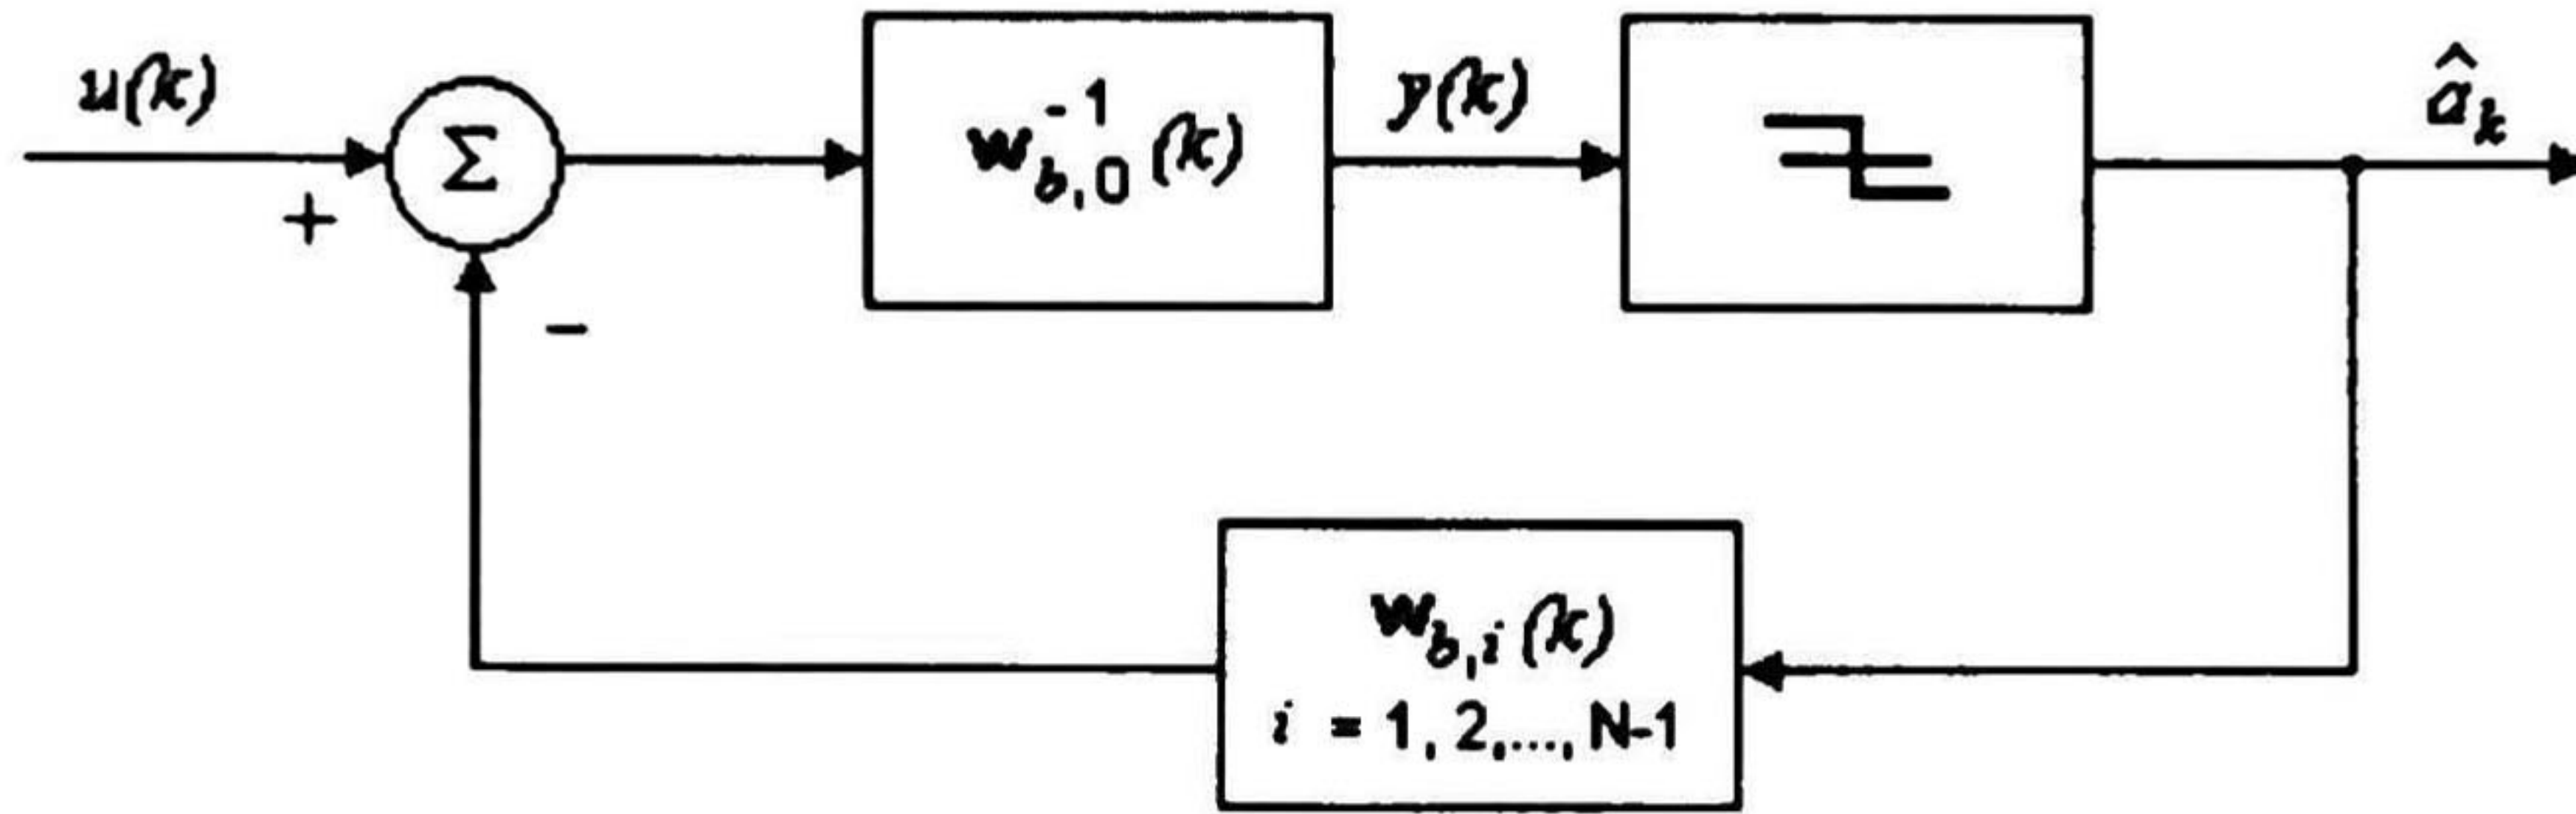 u(k)
+
Σ
-
w_{b,0}^{-1}(k)
y(k)
â_k
w_{b,i}(k)
i = 1, 2,..., N-1